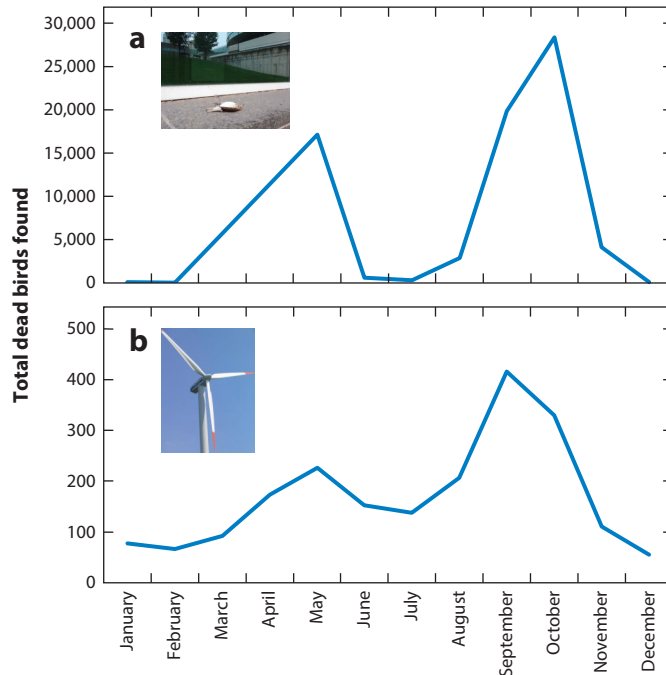 30,000
25,000
20,000
15,000
10,000
5,000
0
a
Total dead birds found
500
400
300
200
100
0
b
January
February
March
April
May
June
July
August
September
October
November
December